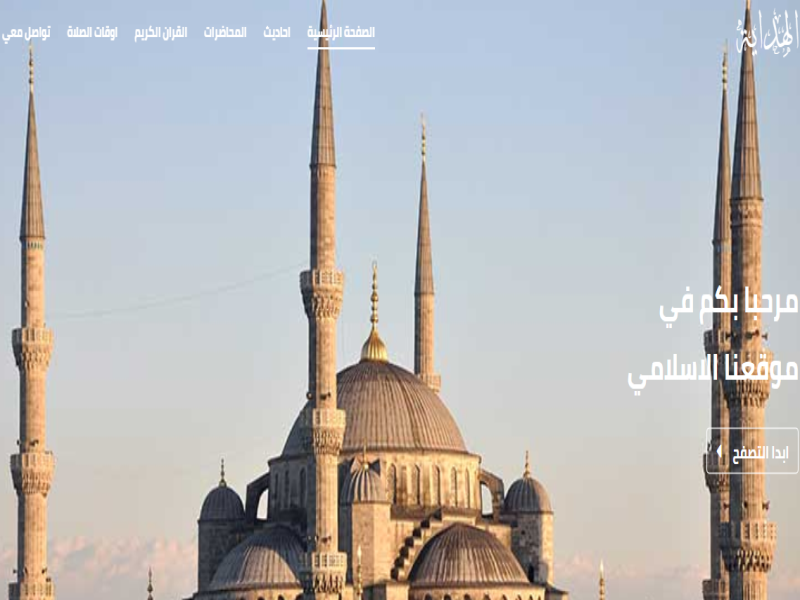 الهداية
الصفحة الرئيسية احاديث المحاضرات القران الكريم اوقات الصلاة تواصل معي
مرحبا بكم في
موقعنا الاسلامي
ابدا التصفح